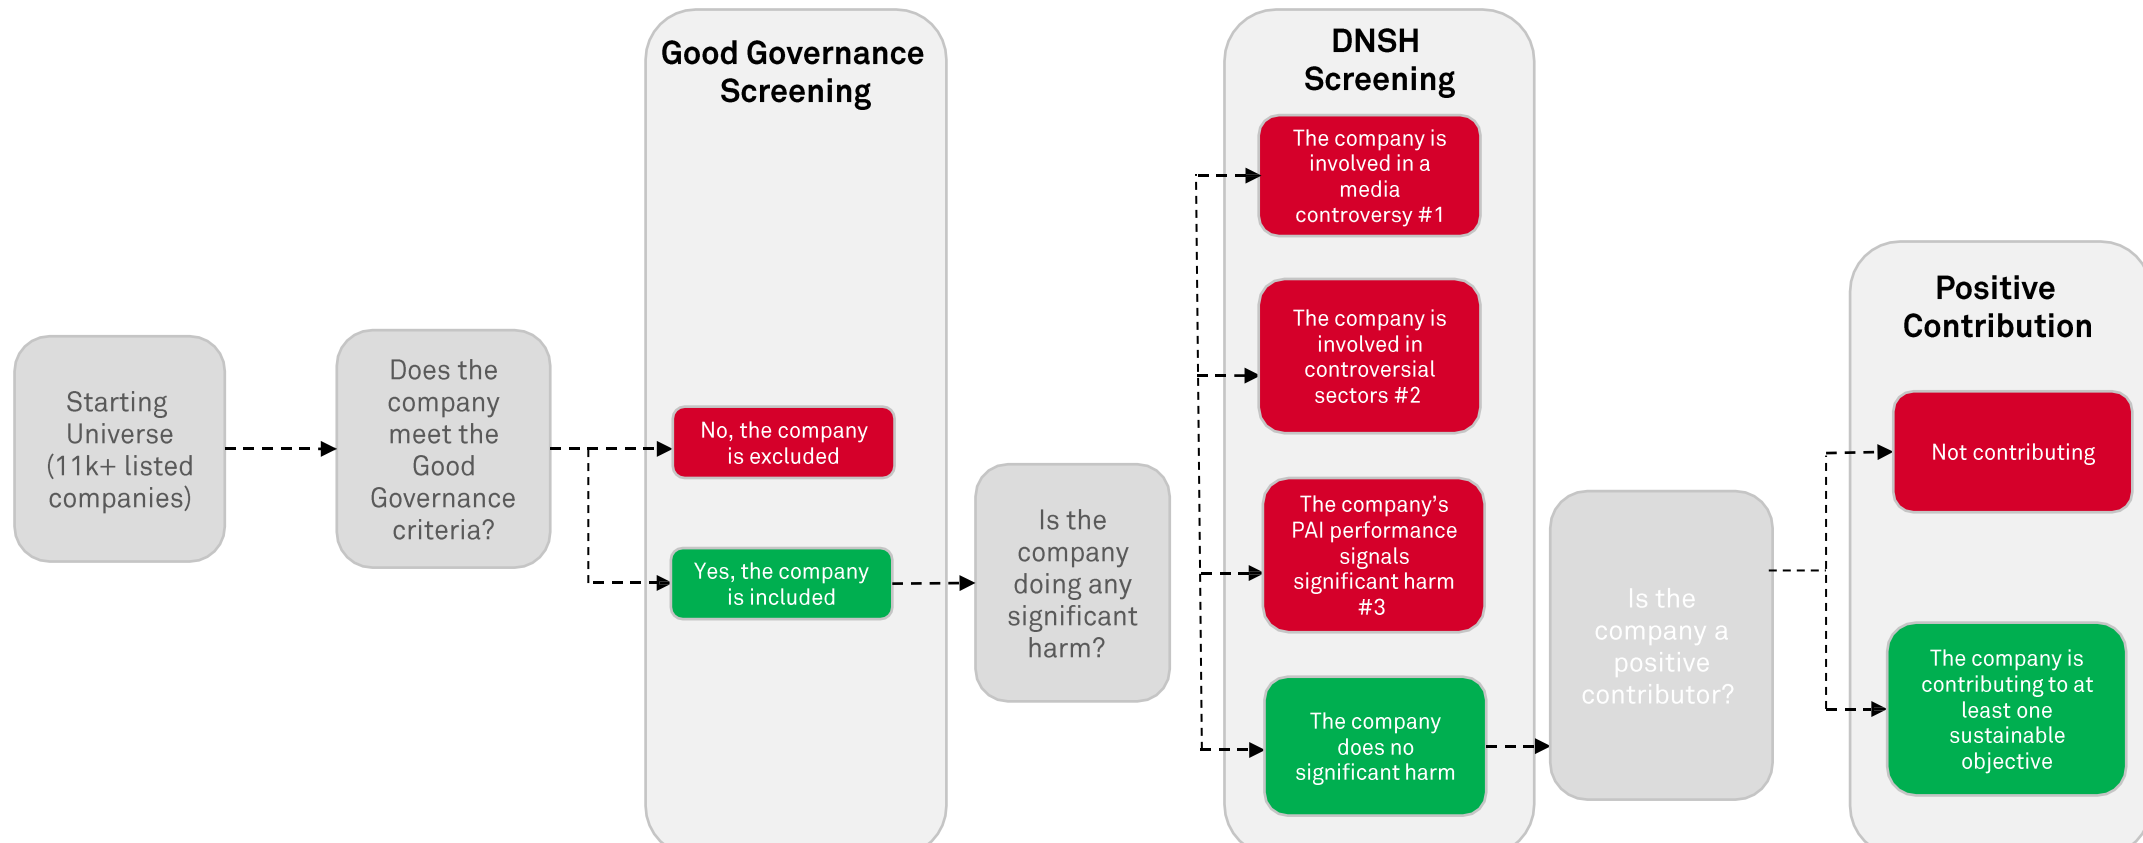 Starting
Universe
(11k+ listed
companies)
Does the
company
meet the
Good
Governance
criteria?
Good Governance
Screening
No, the company
is excluded
Yes, the company
is included
Is the
company
doing any
significant
harm?
DNSH
Screening
The company is
involved in a
media
controversy #1
The company is
involved in
controversial
sectors #2
The company's
PAI performance
signals
significant harm
#3
The company
does no
significant harm
Is the
company a
positive
contributor?
Positive
Contribution
Not contributing
The company is
contributing to at
least one
sustainable
objective